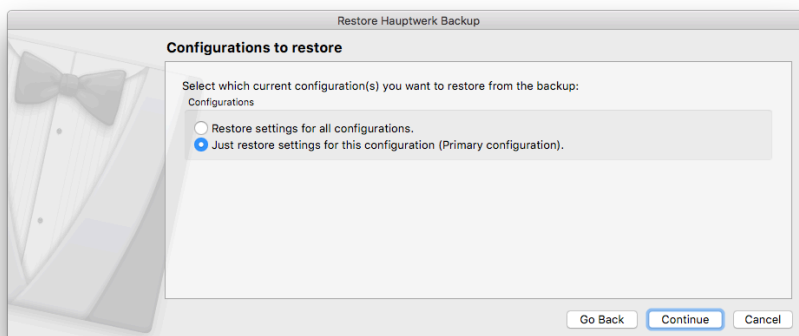 Restore Hauptwerk Backup
Configurations to restore
Select which current configuration(s) you want to restore from the backup:
Configurations
Restore settings for all configurations.
Just restore settings for this configuration (Primary configuration).
Go Back Continue Cancel